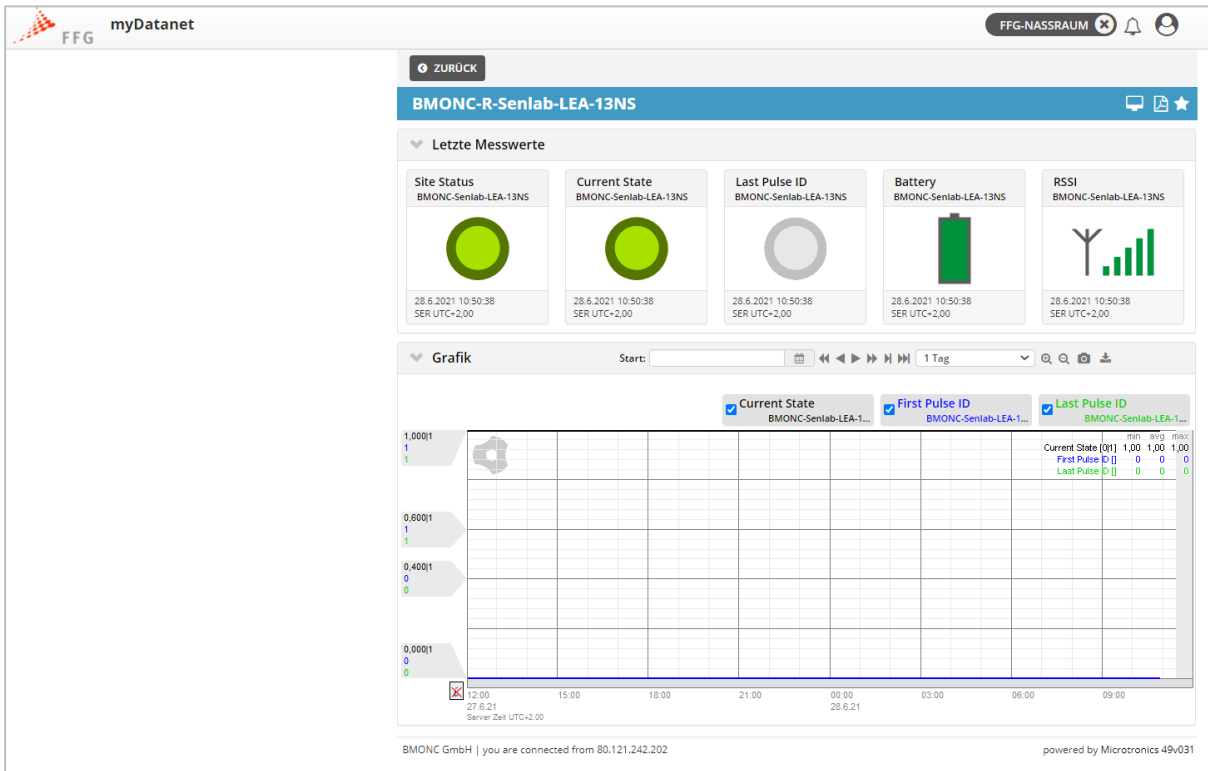 FFG
myDatanet
FFG-NASSRAUM
ZURÜCK
BMONC-R-Senlab-LEA-13NS
Letzte Messwerte
Site Status
BMONC-Senlab-LEA-13NS
28.6.2021 10:50:38
SER UTC+2,00
Current State
BMONC-Senlab-LEA-13NS
28.6.2021 10:50:38
SER UTC+2,00
Last Pulse ID
BMONC-Senlab-LEA-13NS
28.6.2021 10:50:38
SER UTC+2,00
Battery
BMONC-Senlab-LEA-13NS
28.6.2021 10:50:38
SER UTC+2,00
RSSI
BMONC-Senlab-LEA-13NS
28.6.2021 10:50:38
SER UTC+2,00
Grafik
Start:
1 Tag
Current State
BMONC-Senlab-LEA-1...
First Pulse ID
BMONC-Senlab-LEA-1...
Last Pulse ID
BMONC-Senlab-LEA-1...
min avg max
Current State [0|1] 1,00 1,00 1,00
First Pulse ID [] 0 0 0
Last Pulse ID [] 0 0 0
1,000|1
1
1
0,600|1
1
1
0,400|1
0
0
0,000|1
0
0
12:00 15:00 18:00 21:00 00:00 03:00 06:00 09:00
27.6.21 28.6.21
Server Zeit UTC+2.00
BMONC GmbH | you are connected from 80.121.242.202
powered by Microtronics 49v031